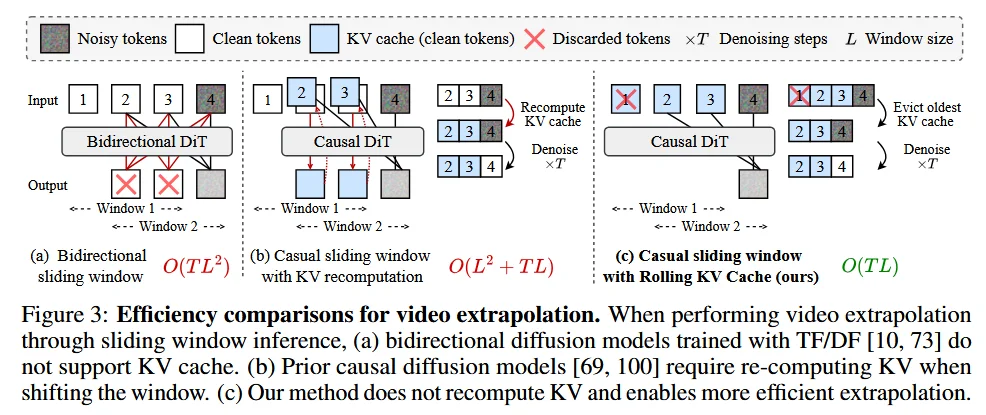 Noisy tokens Clean tokens KV cache (clean tokens) Discarded tokens ×T Denoising steps L Window size
Input 1 2 3 4
Bidirectional DiT
Output
Window 1
Window 2
(a) Bidirectional
sliding window O(TL²)
1 2 3 4
Causal DiT
Window 1
Window 2
2 3 4
Recompute
KV cache
2 3 4
Denoise
×T
2 3 4
(b) Casual sliding window
with KV recomputation O(L² + TL)
1 2 3 4
Causal DiT
Window 1
Window 2
1 2 3 4
Evict oldest
KV cache
2 3 4
Denoise
×T
2 3 4
(c) Casual sliding window
with Rolling KV Cache (ours) O(TL)
Figure 3: Efficiency comparisons for video extrapolation. When performing video extrapolation
through sliding window inference, (a) bidirectional diffusion models trained with TF/DF [10, 73] do
not support KV cache. (b) Prior causal diffusion models [69, 100] require re-computing KV when
shifting the window. (c) Our method does not recompute KV and enables more efficient extrapolation.